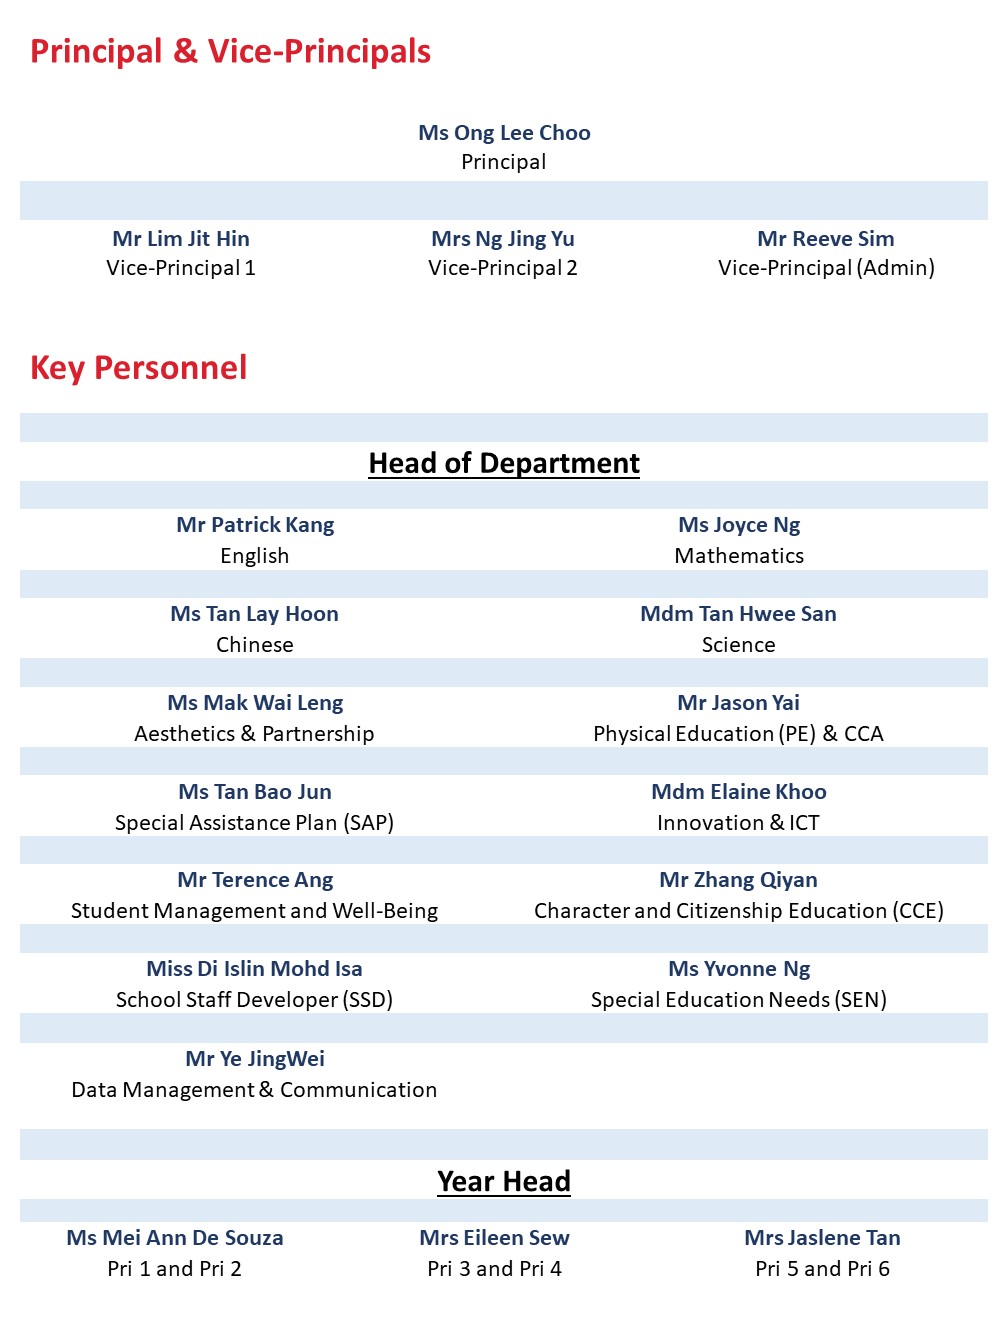 Principal & Vice-Principals
Ms Ong Lee Choo
Principal
Mr Lim Jit Hin
Vice-Principal 1
Mrs Ng Jing Yu
Vice-Principal 2
Mr Reeve Sim
Vice-Principal (Admin)
Key Personnel
Head of Department
Mr Patrick Kang
English
Ms Joyce Ng
Mathematics
Ms Tan Lay Hoon
Chinese
Mdm Tan Hwee San
Science
Ms Mak Wai Leng
Aesthetics & Partnership
Mr Jason Yai
Physical Education (PE) & CCA
Ms Tan Bao Jun
Special Assistance Plan (SAP)
Mdm Elaine Khoo
Innovation & ICT
Mr Terence Ang
Student Management and Well-Being
Mr Zhang Qiyan
Character and Citizenship Education (CCE)
Miss Di Islin Mohd Isa
School Staff Developer (SSD)
Ms Yvonne Ng
Special Education Needs (SEN)
Mr Ye JingWei
Data Management & Communication
Year Head
Ms Mei Ann De Souza
Pri 1 and Pri 2
Mrs Eileen Sew
Pri 3 and Pri 4
Mrs Jaslene Tan
Pri 5 and Pri 6